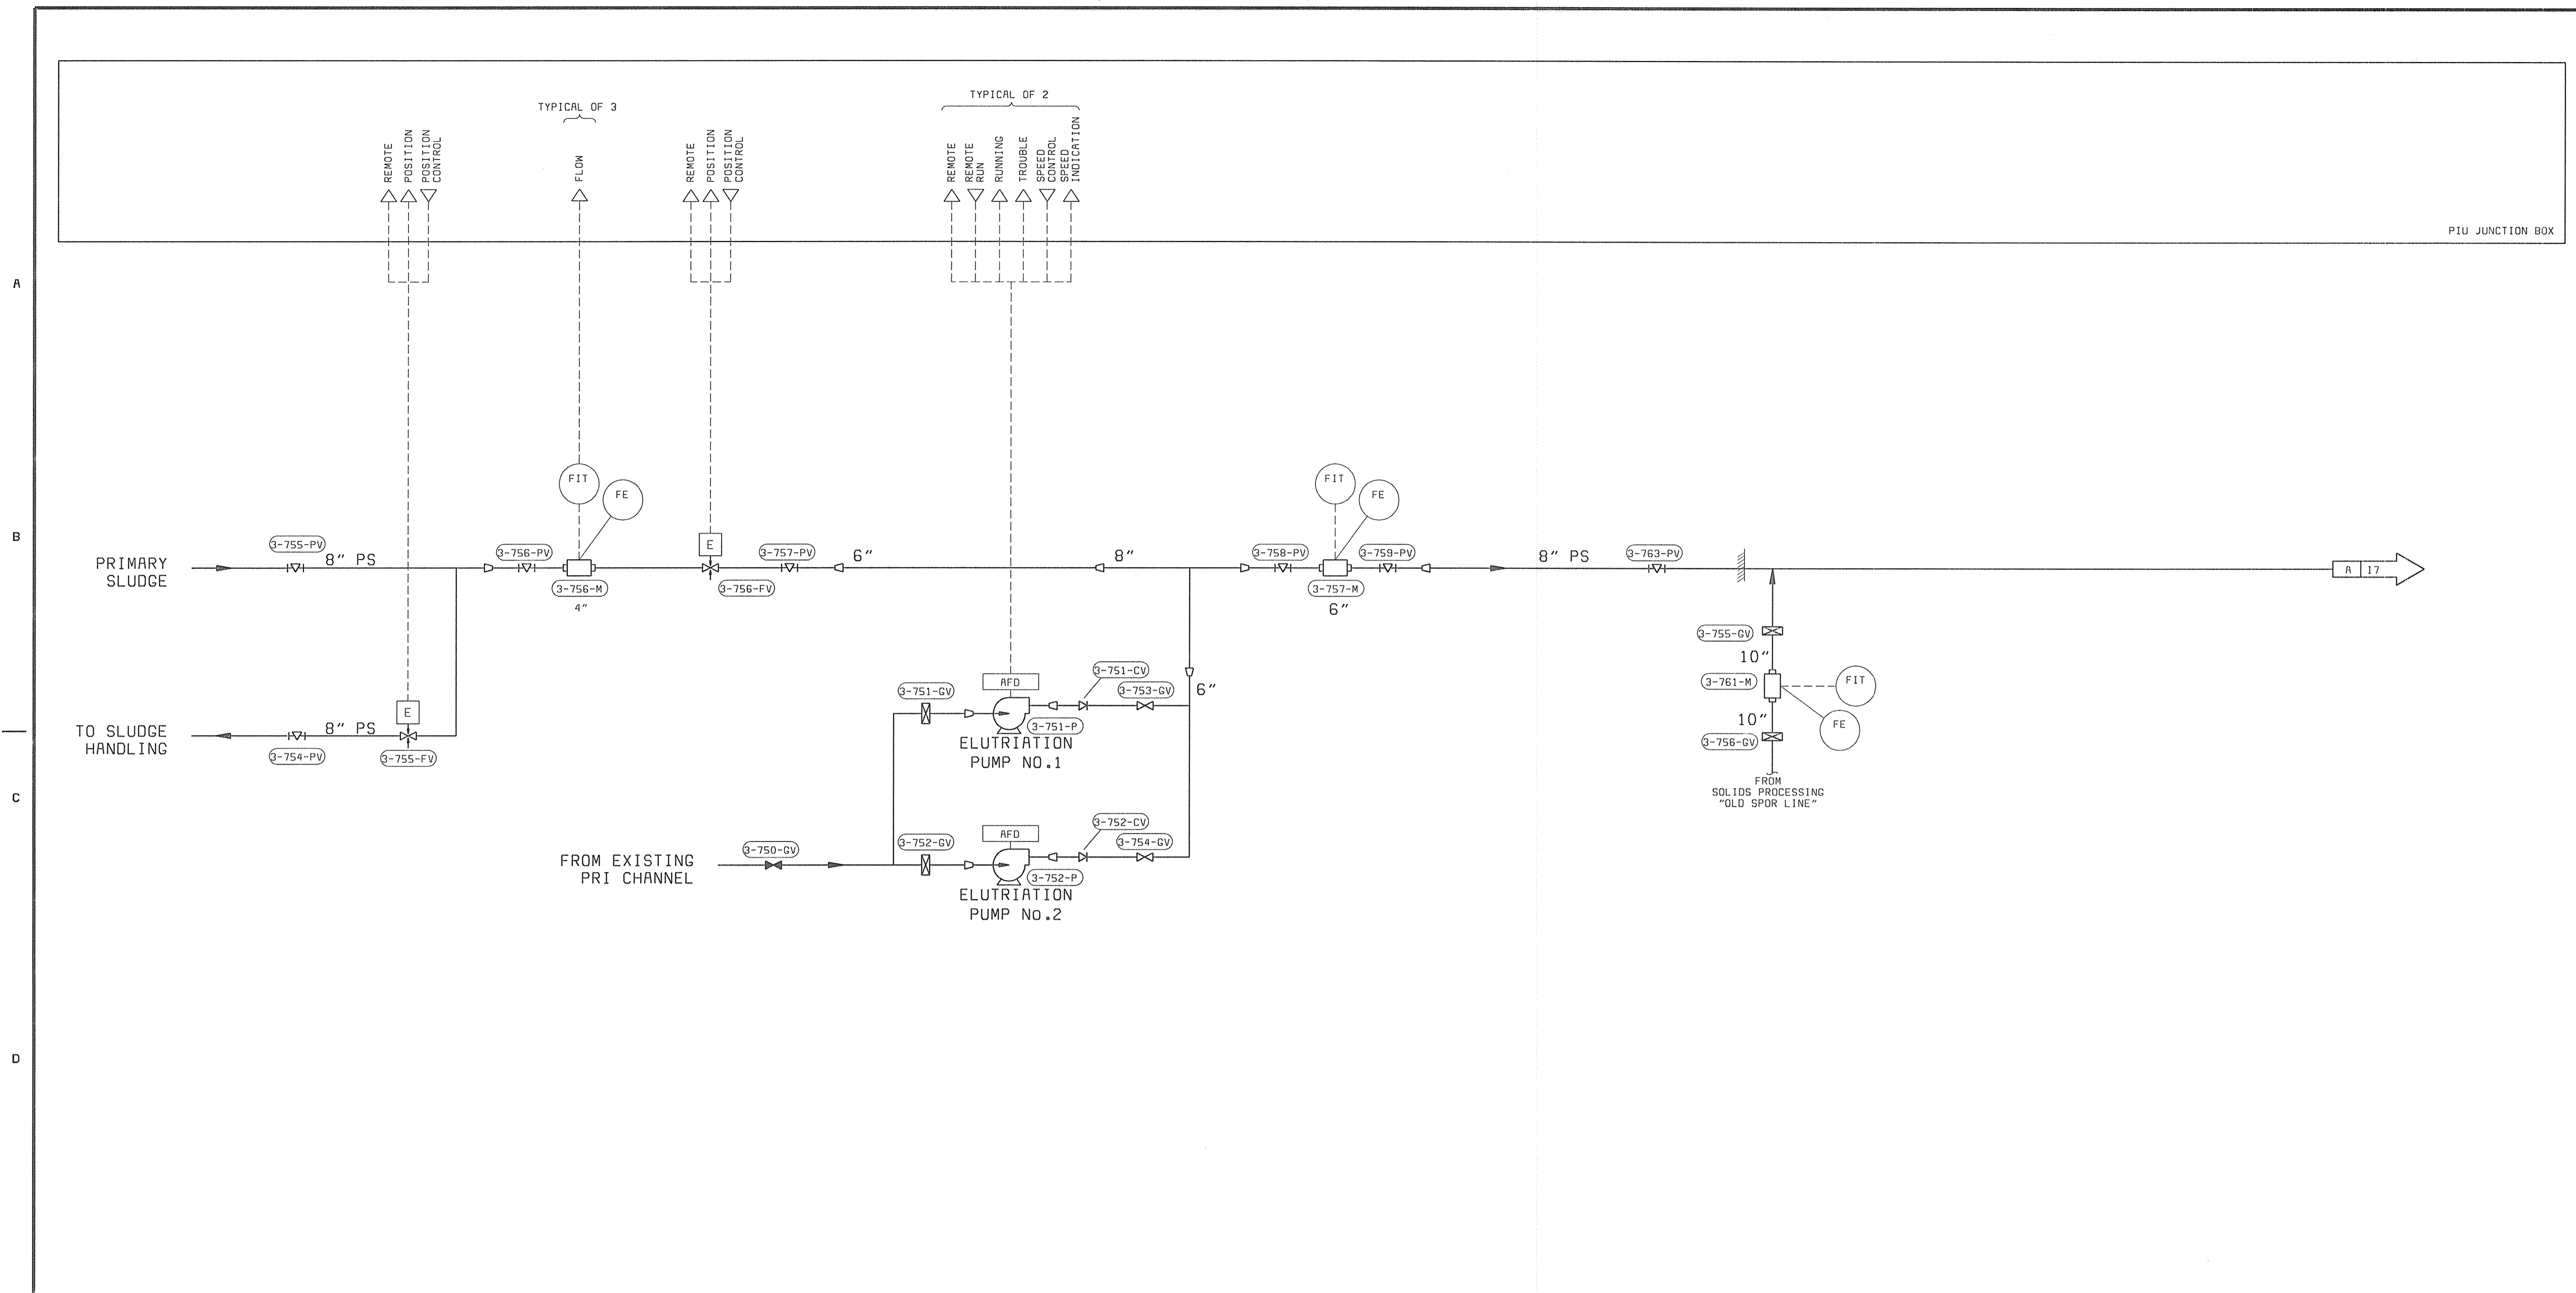 TYPICAL OF 3
TYPICAL OF 2
REMOTE
POSITION
POSITION
CONTROL
FLOW
REMOTE
POSITION
POSITION
CONTROL
REMOTE
REMOTE
RUN
RUNNING
TROUBLE
SPEED
CONTROL
SPEED
INDICATION
PIU JUNCTION BOX
A
B
C
D
FIT
FE
FIT
FE
PRIMARY
SLUDGE
3-755-PV
8" PS
3-756-PV
3-756-M
4"
E
3-756-FV
3-757-PV
6"
8"
3-758-PV
3-757-M
6"
3-759-PV
8" PS
3-763-PV
A I7
TO SLUDGE
HANDLING
3-754-PV
8" PS
E
3-755-FV
3-751-GV
AFD
3-751-P
3-751-CV
3-753-GV
6"
ELUTRIATION
PUMP NO.1
3-755-GV
10"
3-761-M
FIT
10"
FE
3-756-GV
FROM
SOLIDS PROCESSING
"OLD SPOR LINE"
FROM EXISTING
PRI CHANNEL
3-750-GV
3-752-GV
AFD
3-752-P
3-752-CV
3-754-GV
ELUTRIATION
PUMP No.2